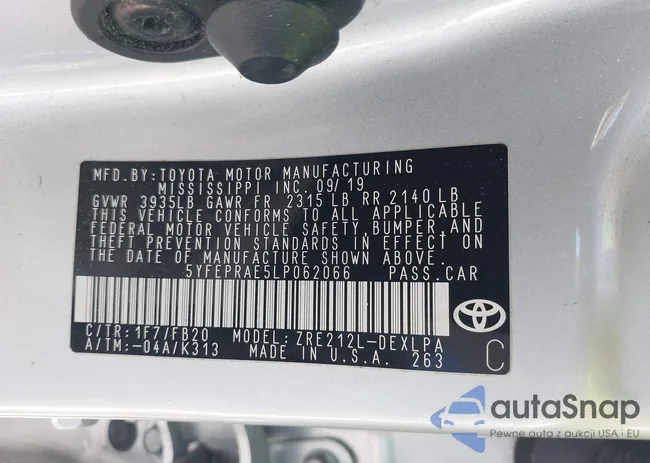 MFD. BY: TOYOTA MOTOR MANUFACTURING
MISSISSIPPI INC. 09/19
GVWR 3935LB GAWR FR 2315 LB RR 2140 LB
THIS VEHICLE CONFORMS TO ALL APPLICABLE
FEDERAL MOTOR VEHICLE SAFETY, BUMPER, AND
THEFT PREVENTION STANDARDS IN EFFECT ON
THE DATE OF MANUFACTURE SHOWN ABOVE.
5YFEPRAE5LP062066 PASS.CAR
C/TR: 1F7/FB20 MODEL: ZRE212L-DEXLPA
A/TM: -04A/K313 MADE IN U.S.A. 263 C
autaSnap
Pewne auta z aukcji USA i EU